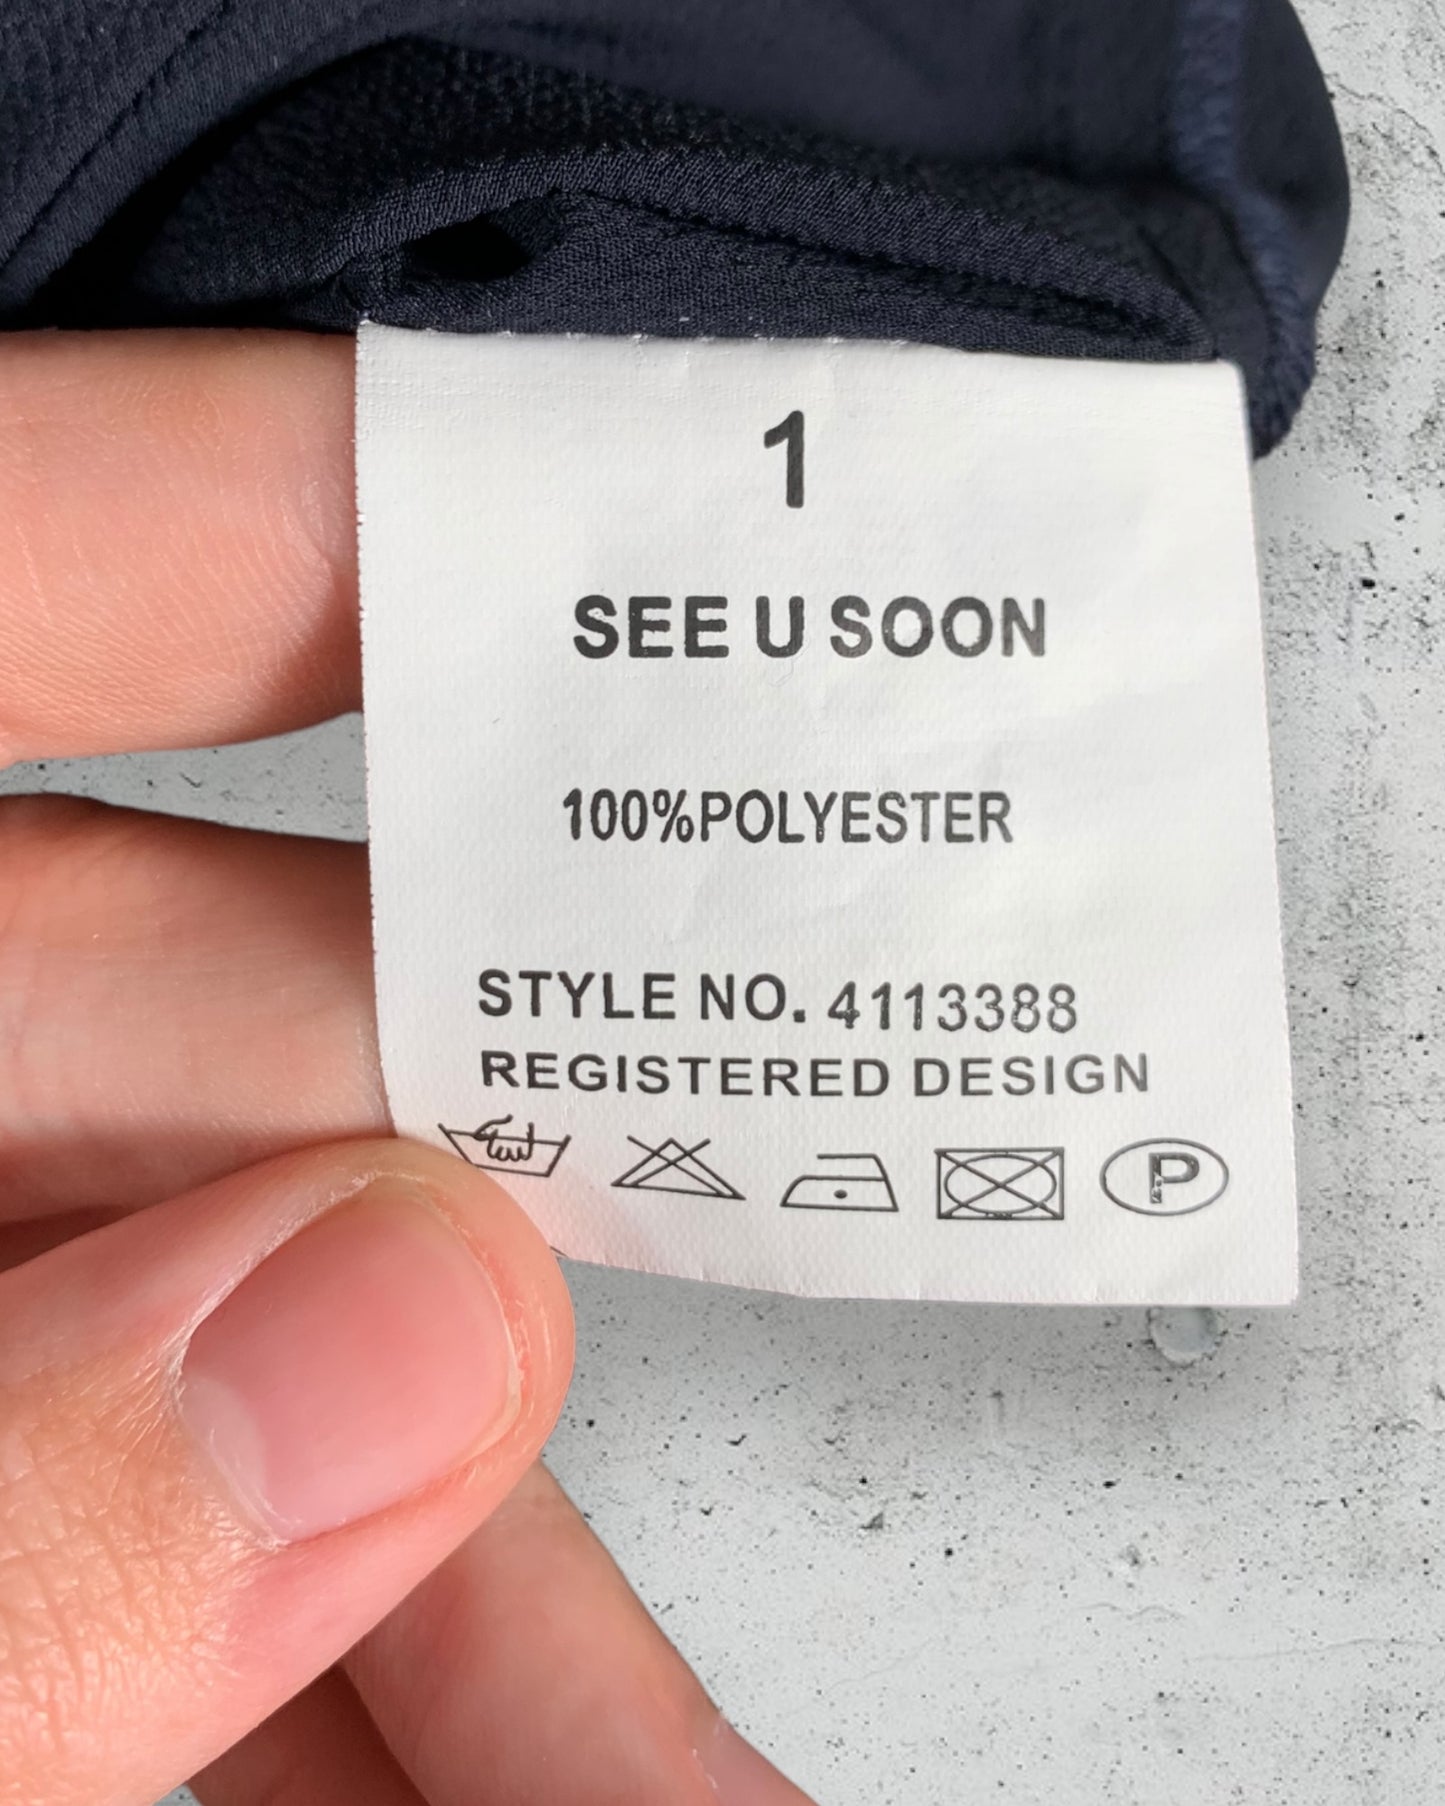 1
SEE U SOON
100%POLYESTER
STYLE NO. 4113388
REGISTERED DESIGN
P